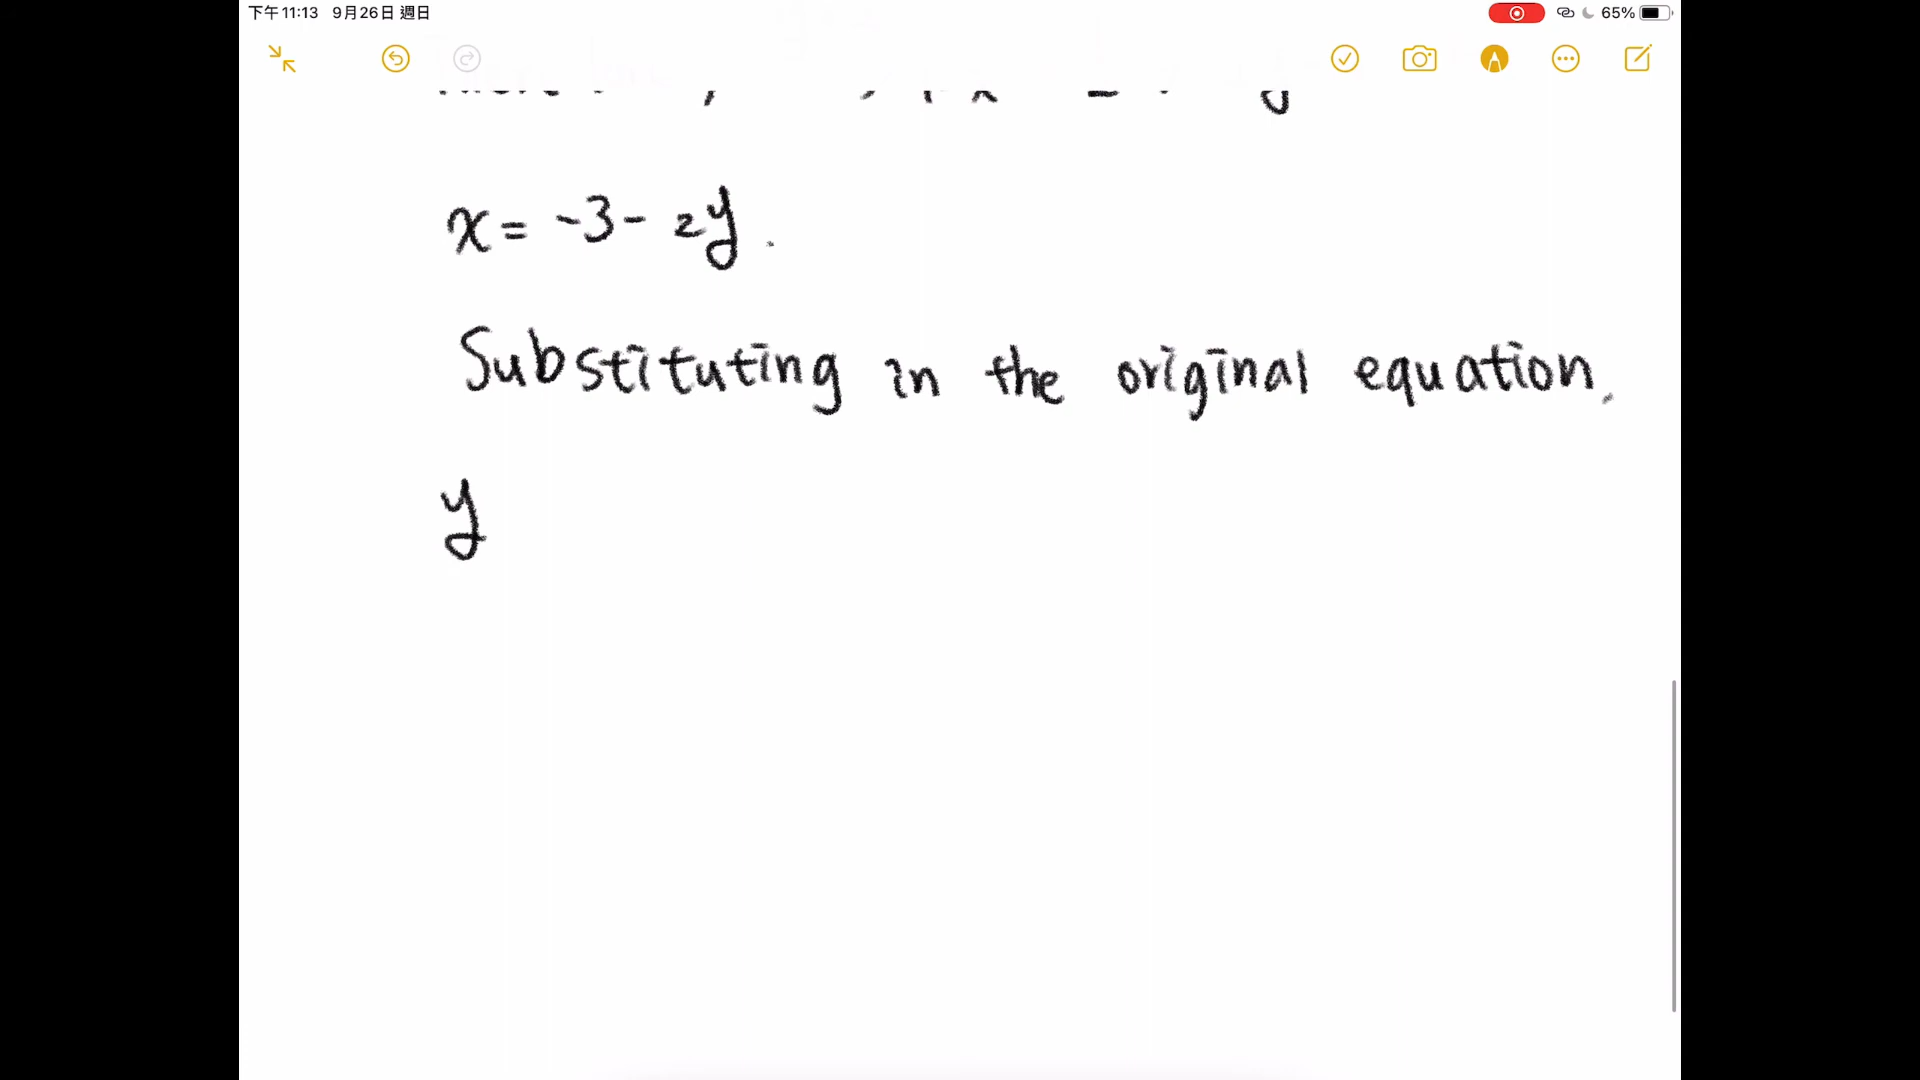 下午11:13 9月26日 週日 65%
x = -3 - 2y.
Substituting in the original equation,
y